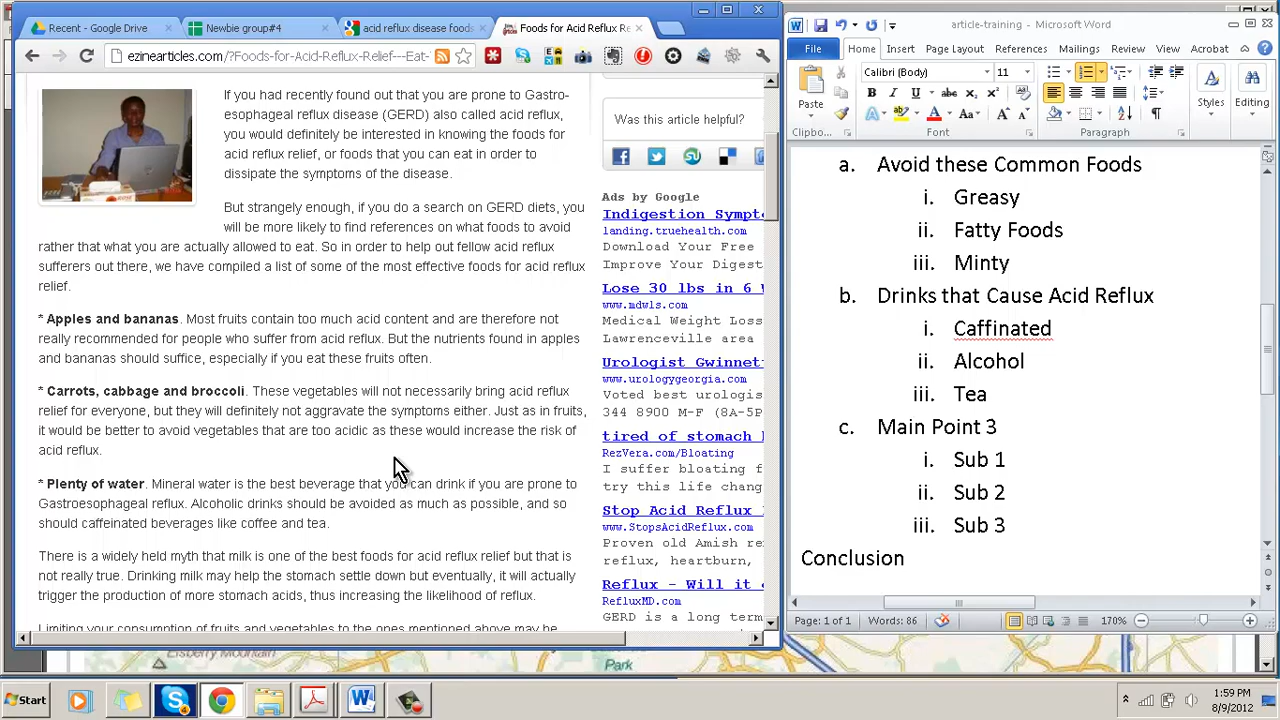 Recent - Google Drive
Newbie group#4
acid reflux disease foods
Foods for Acid Reflux Re
ezinearticles.com/?Foods-for-Acid-Reflux-Relief---Eat-
If you had recently found out that you are prone to Gastro-
esophageal reflux disease (GERD) also called acid reflux,
you would definitely be interested in knowing the foods for
acid reflux relief, or foods that you can eat in order to
dissipate the symptoms of the disease.
But strangely enough, if you do a search on GERD diets, you
will be more likely to find references on what foods to avoid
rather that what you are actually allowed to eat. So in order to help out fellow acid reflux
sufferers out there, we have compiled a list of some of the most effective foods for acid reflux
relief.
* Apples and bananas. Most fruits contain too much acid content and are therefore not
really recommended for people who suffer from acid reflux. But the nutrients found in apples
and bananas should suffice, especially if you eat these fruits often.
* Carrots, cabbage and broccoli. These vegetables will not necessarily bring acid reflux
relief for everyone, but they will definitely not aggravate the symptoms either. Just as in fruits,
it would be better to avoid vegetables that are too acidic as these would increase the risk of
acid reflux.
* Plenty of water. Mineral water is the best beverage that you can drink if you are prone to
Gastroesophageal reflux. Alcoholic drinks should be avoided as much as possible, and so
should caffeinated beverages like coffee and tea.
There is a widely held myth that milk is one of the best foods for acid reflux relief but that is
not really true. Drinking milk may help the stomach settle down but eventually, it will actually
trigger the production of more stomach acids, thus increasing the likelihood of reflux.
Limiting your consumption of fruits and vegetables to the ones mentioned above may be
Was this article helpful?
Ads by Google
Indigestion Sympt
landing.truehealth.com
Download Your Free
Improve Your Digest
Lose 30 lbs in 6 W
www.mdwls.com
Medical Weight Loss
Lawrenceville area
Urologist Gwinnett
www.urologygeorgia.com
Voted best urologis
344 8900 M-F (8A-5P
tired of stomach
RezVera.com/Bloating
I suffer bloating f
try this life chang
Stop Acid Reflux
www.StopsAcidReflux.com
Proven old Amish re
reflux, heartburn,
Reflux - Will it
RefluxMD.com
GERD is a long term
article-training - Microsoft Word
File Home Insert Page Layout References Mailings Review View Acrobat
Calibri (Body) 11
Paste
Styles
Editing
Clipbo... Font Paragraph
a. Avoid these Common Foods
i. Greasy
ii. Fatty Foods
iii. Minty
b. Drinks that Cause Acid Reflux
i. Caffinated
ii. Alcohol
iii. Tea
c. Main Point 3
i. Sub 1
ii. Sub 2
iii. Sub 3
Conclusion
Page: 1 of 1 Words: 86 170%
Elsberry Mountain
Park
Start
1:59 PM
8/9/2012